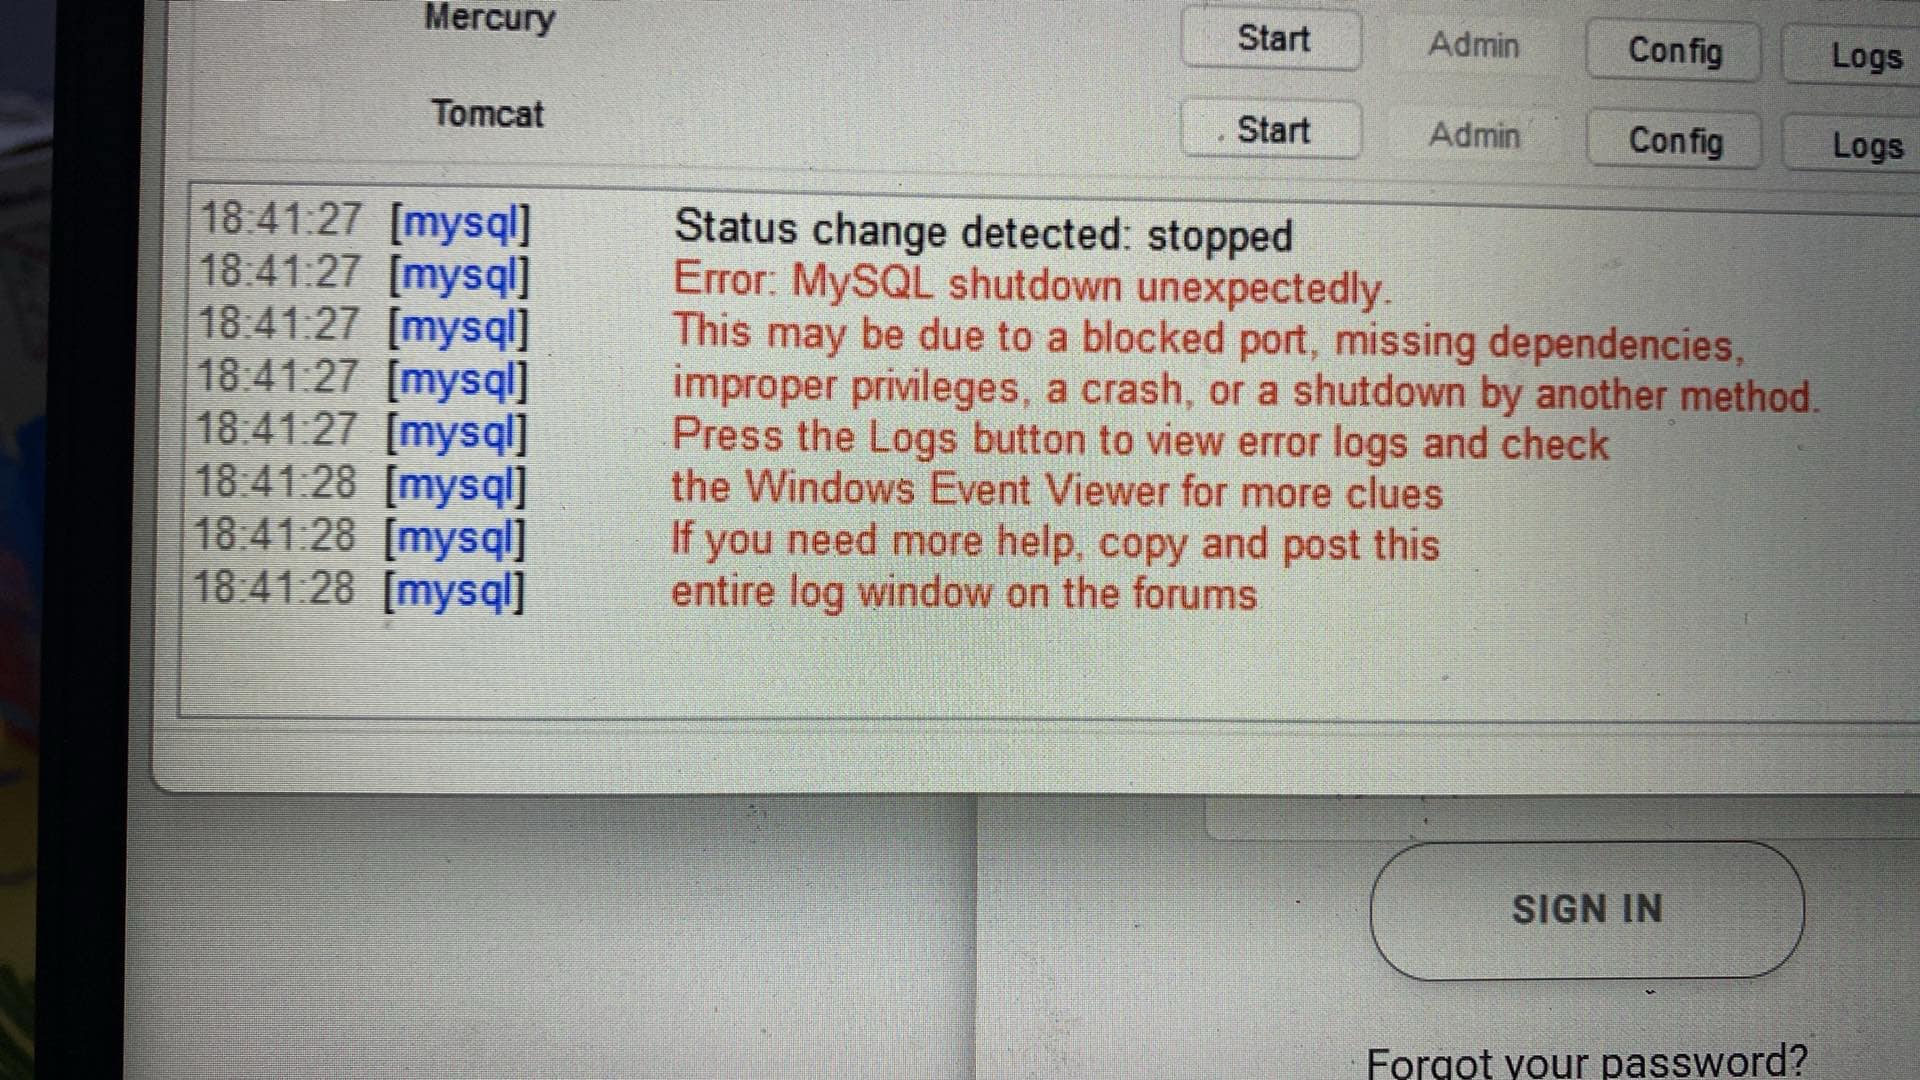 Mercury Start Admin Config Logs
Tomcat Start Admin Config Logs
18:41:27 [mysql] Status change detected: stopped
18:41:27 [mysql] Error: MySQL shutdown unexpectedly.
18:41:27 [mysql] This may be due to a blocked port, missing dependencies,
18:41:27 [mysql] improper privileges, a crash, or a shutdown by another method.
18:41:27 [mysql] Press the Logs button to view error logs and check
18:41:28 [mysql] the Windows Event Viewer for more clues
18:41:28 [mysql] If you need more help, copy and post this
18:41:28 [mysql] entire log window on the forums
SIGN IN
Forgot your password?